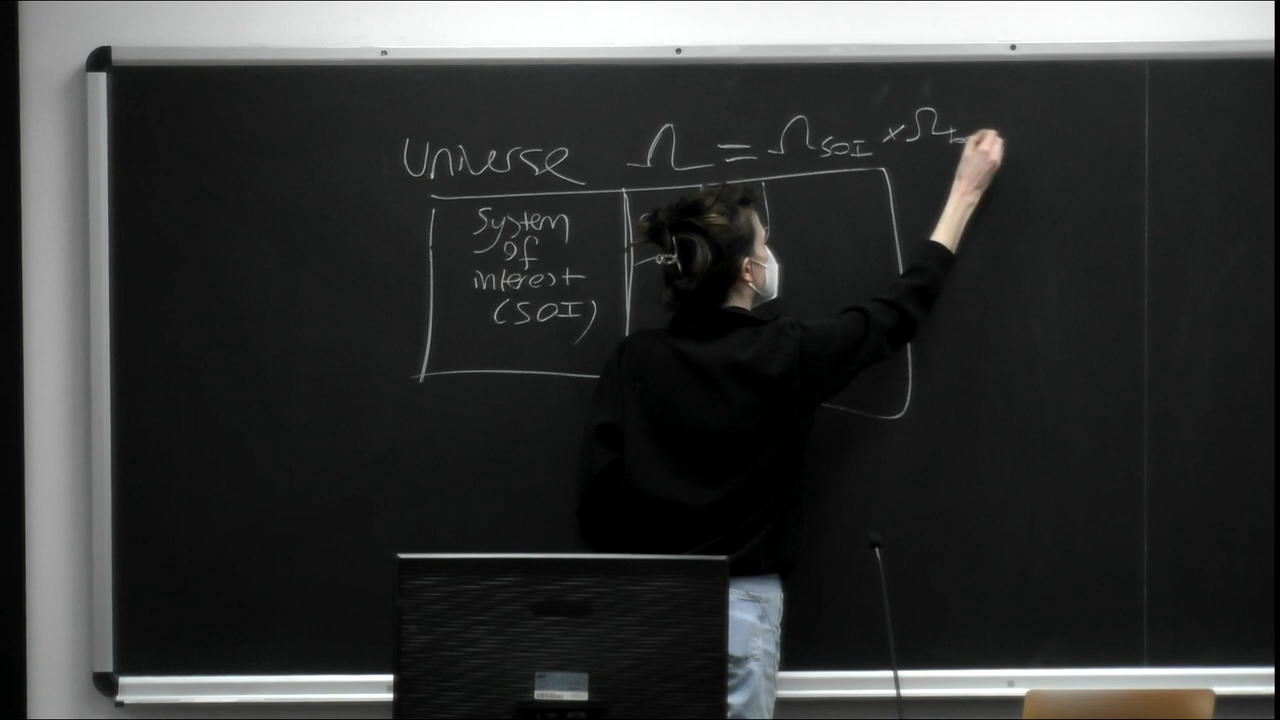 Universe Ω = Ω_SOI × Ω
System
of
interest
(SOI)